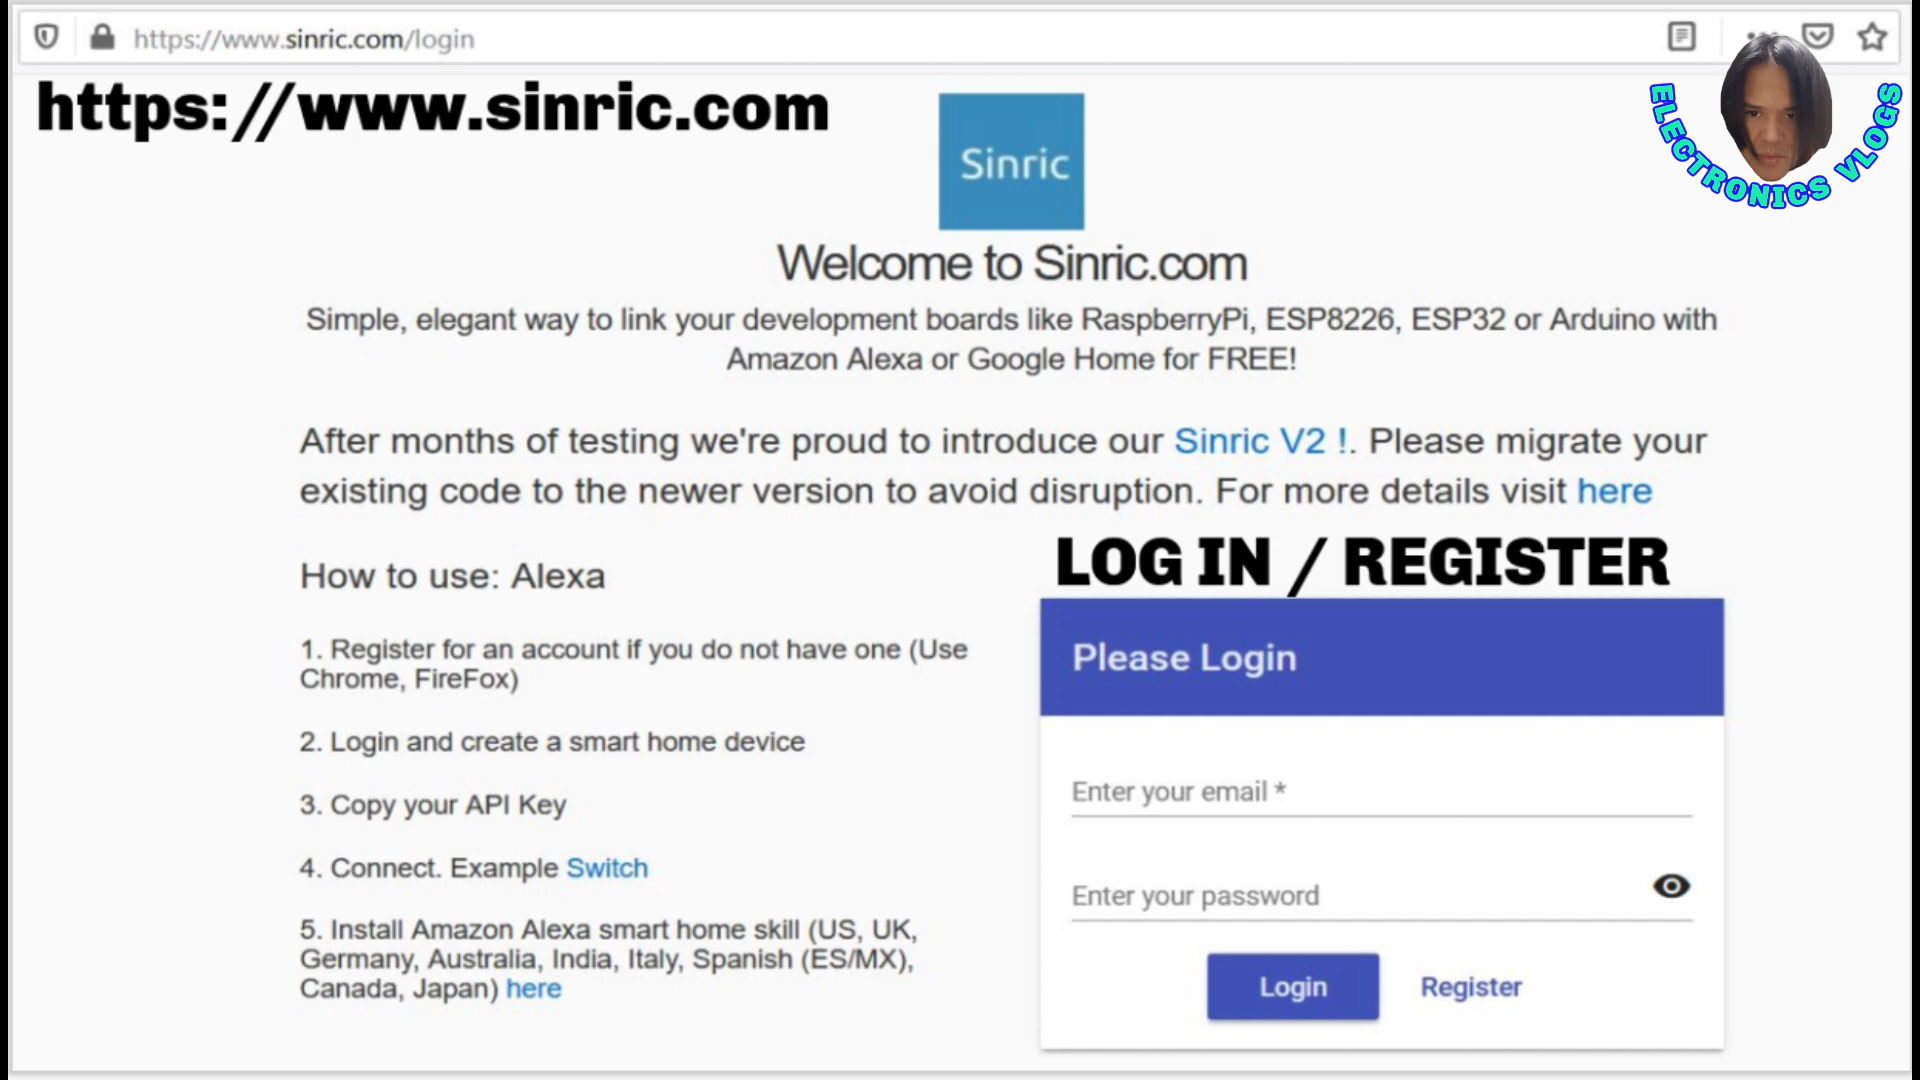 https://www.sinric.com/login
https://www.sinric.com
ELECTRONICS VLOGS
Sinric
Welcome to Sinric.com
Simple, elegant way to link your development boards like RaspberryPi, ESP8226, ESP32 or Arduino with
Amazon Alexa or Google Home for FREE!
After months of testing we're proud to introduce our Sinric V2 !. Please migrate your
existing code to the newer version to avoid disruption. For more details visit here
How to use: Alexa
1. Register for an account if you do not have one (Use
Chrome, FireFox)
2. Login and create a smart home device
3. Copy your API Key
4. Connect. Example Switch
5. Install Amazon Alexa smart home skill (US, UK,
Germany, Australia, India, Italy, Spanish (ES/MX),
Canada, Japan) here
LOG IN / REGISTER
Please Login
Enter your email *
Enter your password
Login Register